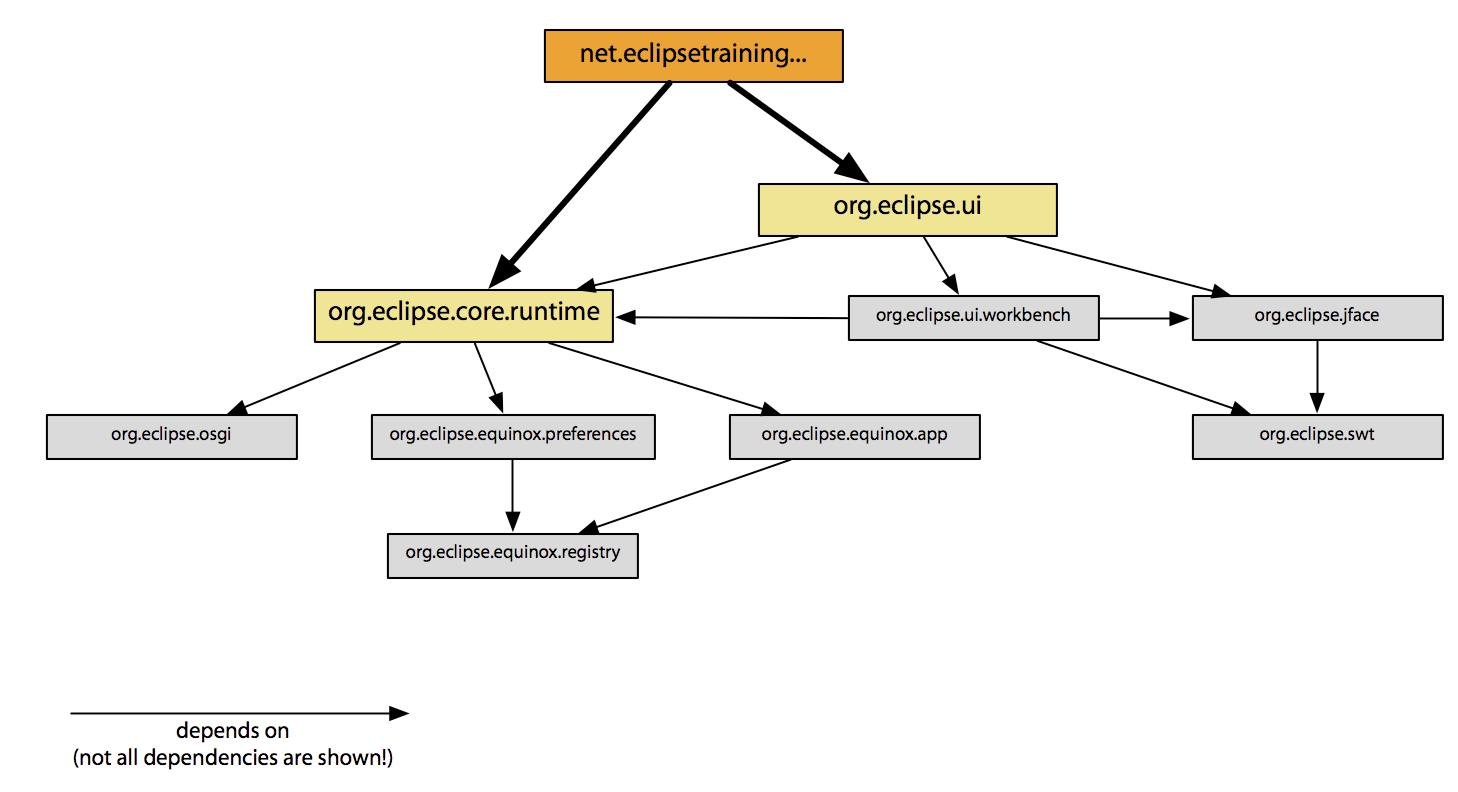 net.eclipsetraining...
org.eclipse.ui
org.eclipse.core.runtime
org.eclipse.ui.workbench
org.eclipse.jface
org.eclipse.osgi
org.eclipse.equinox.preferences
org.eclipse.equinox.app
org.eclipse.swt
org.eclipse.equinox.registry
depends on
(not all dependencies are shown!)